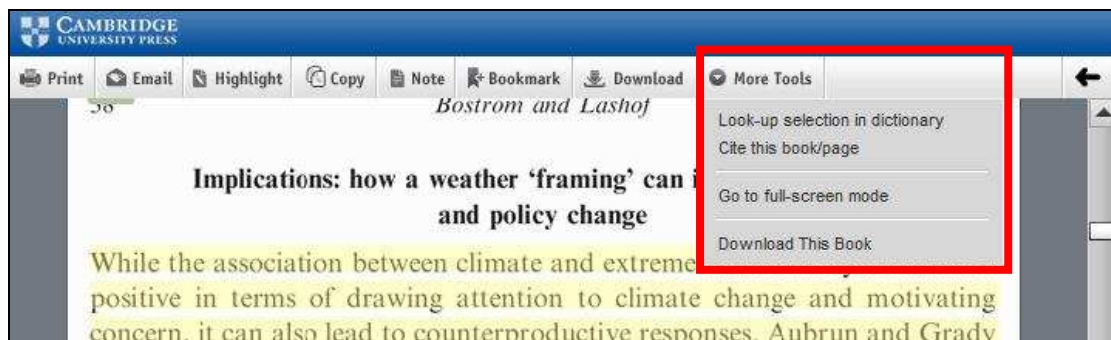 CAMBRIDGE
UNIVERSITY PRESS
Print Email Highlight Copy Note Bookmark Download More Tools
Bostrom and Lashof
Look-up selection in dictionary
Cite this book/page
Go to full-screen mode
Download This Book
Implications: how a weather ‘framing’ can
and policy change
While the association between climate and extreme
positive in terms of drawing attention to climate change and motivating
concern, it can also lead to counterproductive responses. Aubrun and Grady